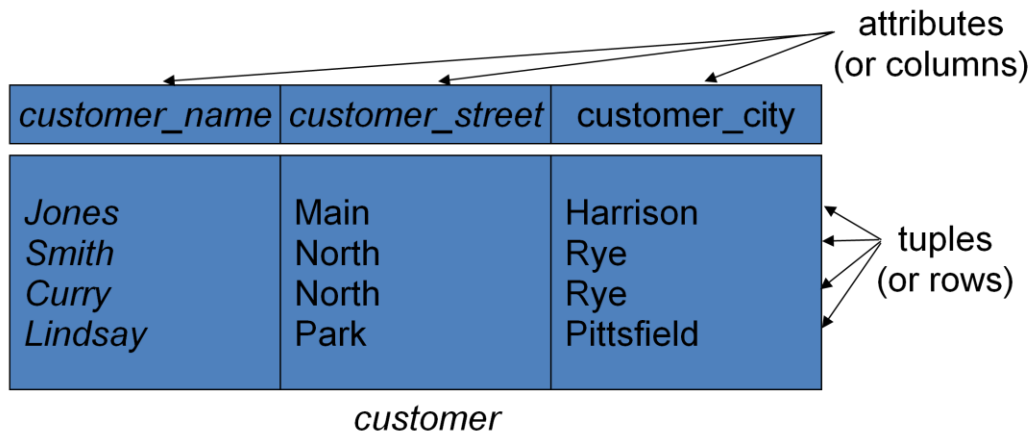 attributes
(or columns)
customer_name customer_street customer_city
Jones Main Harrison
Smith North Rye
Curry North Rye
Lindsay Park Pittsfield
tuples
(or rows)
customer